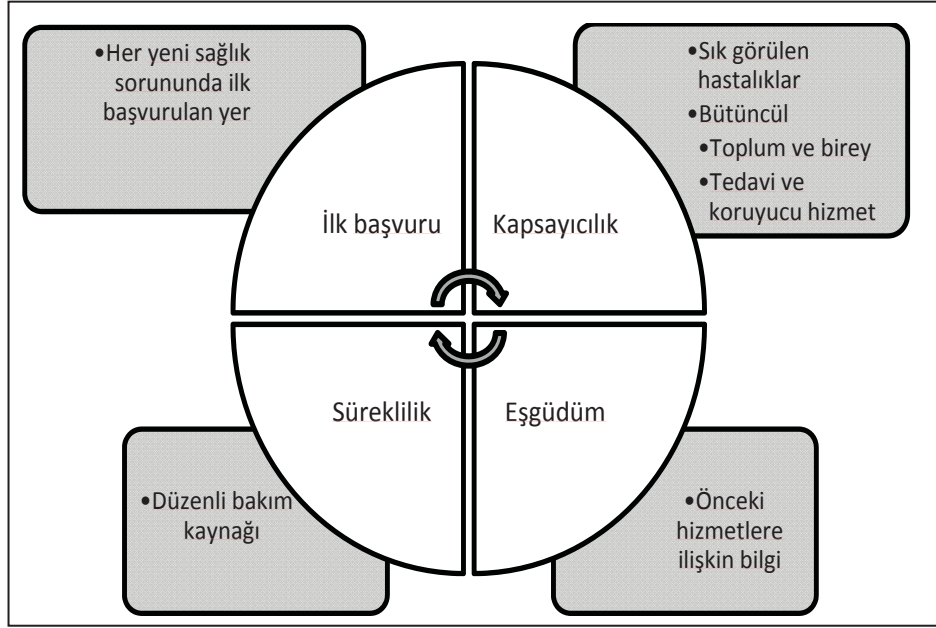 •Her yeni sağlık
sorununda ilk
başvurulan yer
•Sık görülen
hastalıklar
•Bütüncül
•Toplum ve birey
•Tedavi ve
koruyucu hizmet
İlk başvuru
Kapsayıcılık
Süreklilik
Eşgüdüm
•Düzenli bakım
kaynağı
•Önceki
hizmetlere
ilişkin bilgi